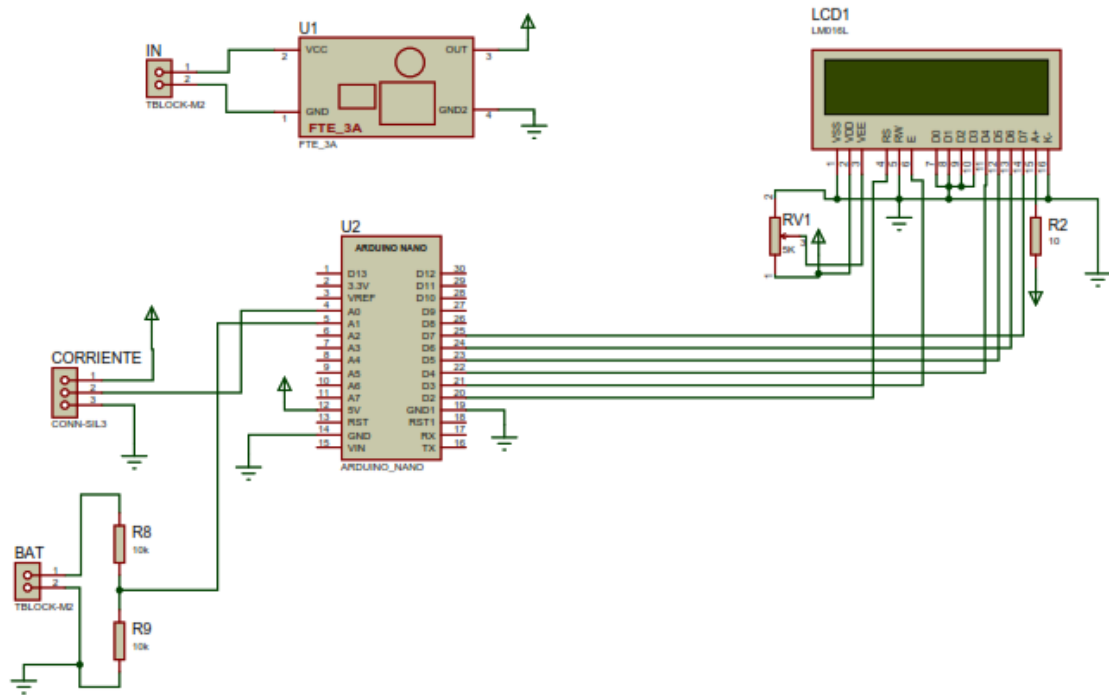 U1
IN
1
2
TBLOCK-M2
2
VCC
OUT
3
1
GND
GND2
4
FTE_3A
FTE_3A
LCD1
LM016L
VSS
VDD
VEE
RS
RW
E
D0
D1
D2
D3
D4
D5
D6
D7
A+
K-
1
2
3
4
5
6
7
8
9
10
11
12
13
14
15
16
2
RV1
3
5K
1
R2
10
U2
ARDUINO NANO
1 D13 D12 30
2 3.3V D11 29
3 VREF D10 28
4 A0 D9 27
5 A1 D8 26
6 A2 D7 25
7 A3 D6 24
8 A4 D5 23
9 A5 D4 22
10 A6 D3 21
11 A7 D2 20
12 5V GND1 19
13 RST RST1 18
14 GND RX 17
15 VIN TX 16
ARDUINO_NANO
CORRIENTE
1
2
3
CONN-SIL3
R8
10k
BAT
1
2
TBLOCK-M2
R9
10k